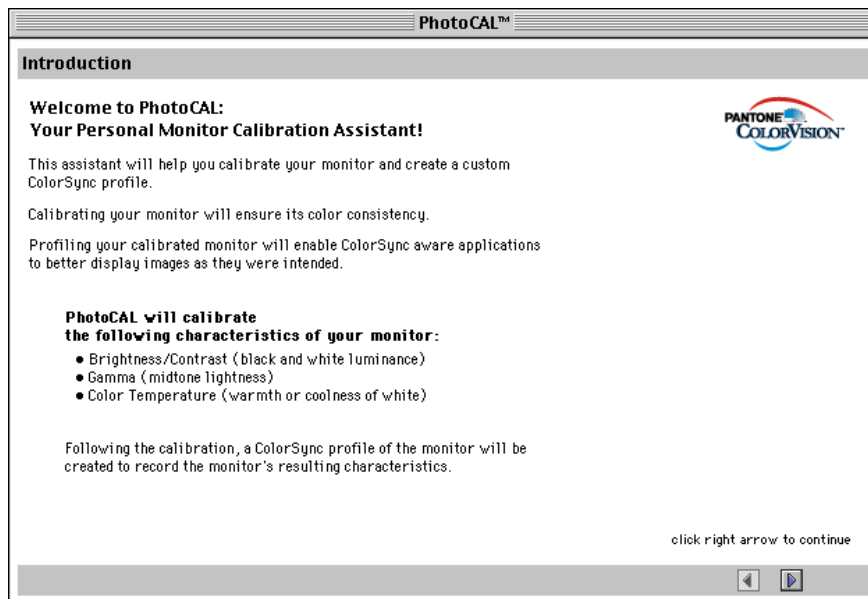 PhotoCAL™
Introduction
Welcome to PhotoCAL:
Your Personal Monitor Calibration Assistant!
PANTONE
COLORVISION™
This assistant will help you calibrate your monitor and create a custom
ColorSync profile.
Calibrating your monitor will ensure its color consistency.
Profiling your calibrated monitor will enable ColorSync aware applications
to better display images as they were intended.
PhotoCAL will calibrate
the following characteristics of your monitor:
● Brightness/Contrast (black and white luminance)
● Gamma (midtone lightness)
● Color Temperature (warmth or coolness of white)
Following the calibration, a ColorSync profile of the monitor will be
created to record the monitor's resulting characteristics.
click right arrow to continue